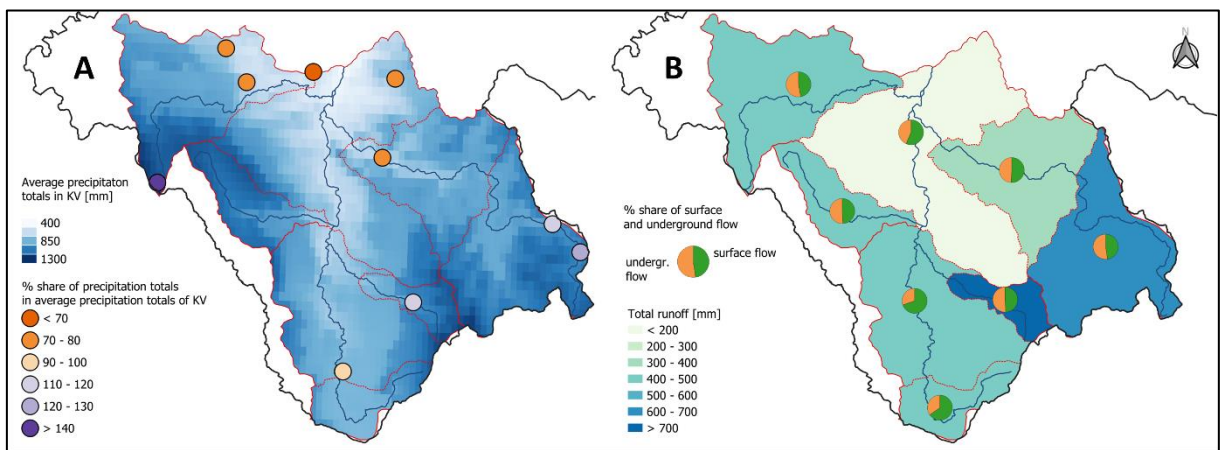 A
Average precipitaton
totals in KV [mm]
400
850
1300
% share of precipitation totals
in average precipitation totals of KV
< 70
70 - 80
90 - 100
110 - 120
120 - 130
> 140
B
N
% share of surface
and underground flow
undergr.
flow
surface flow
Total runoff [mm]
< 200
200 - 300
300 - 400
400 - 500
500 - 600
600 - 700
> 700